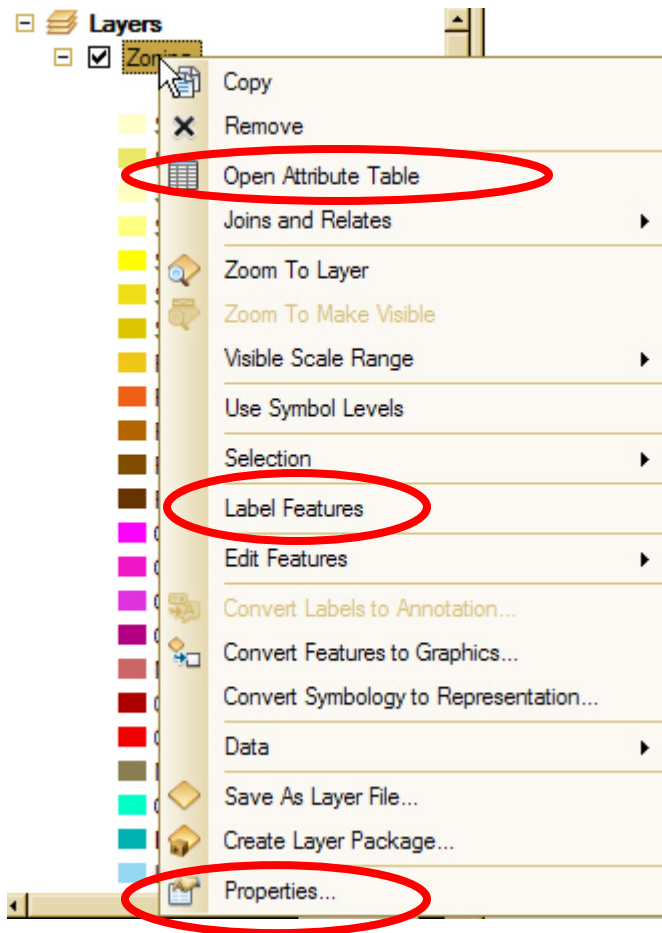 Layers
Copy
Remove
Open Attribute Table
Joins and Relates
Zoom To Layer
Zoom To Make Visible
Visible Scale Range
Use Symbol Levels
Selection
Label Features
Edit Features
Convert Labels to Annotation...
Convert Features to Graphics...
Convert Symbology to Representation...
Data
Save As Layer File...
Create Layer Package...
Properties...